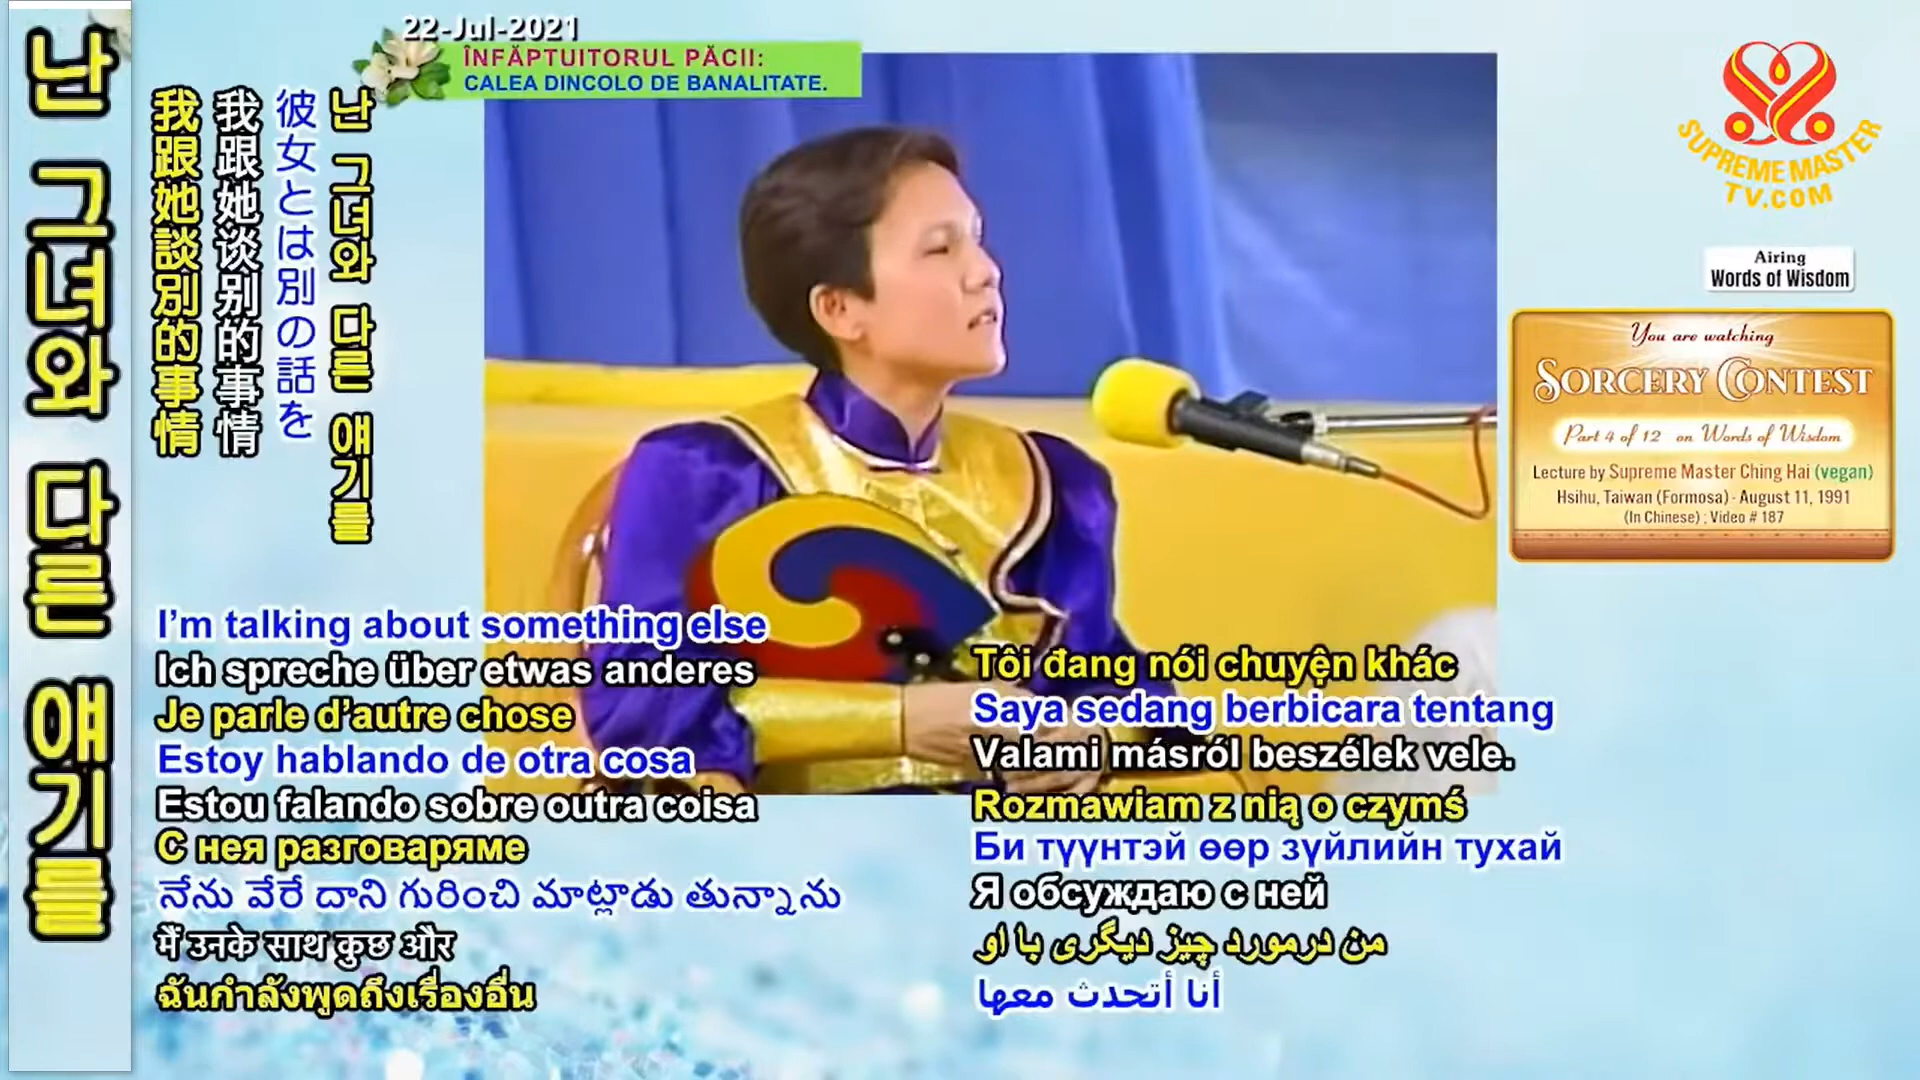 난 그녀와 다른 얘기를
22-Jul-2021
ÎNFĂPTUITORUL PĂCII:
CALEA DINCOLO DE BANALITATE.
我跟她談別的事情
我跟她谈别的事情
彼女とは別の話を
난 그녀와 다른 얘기를
SUPREME MASTER
TV.COM
Airing
Words of Wisdom
You are watching
SORCERY CONTEST
Part 4 of 12 on Words of Wisdom
Lecture by Supreme Master Ching Hai (vegan)
Hsihu, Taiwan (Formosa) - August 11, 1991
(In Chinese) ; Video # 187
I'm talking about something else
Ich spreche über etwas anderes
Je parle d'autre chose
Estoy hablando de otra cosa
Estou falando sobre outra coisa
С нея разговаряме
నేను వేరే దాని గురించి మాట్లాడు తున్నాను
मैं उनके साथ कुछ और
ฉันกำลังพูดถึงเรื่องอื่น
Tôi đang nói chuyện khác
Saya sedang berbicara tentang
Valami másról beszélek vele.
Rozmawiam z nią o czymś
Би түүнтэй өөр зүйлийн тухай
Я обсуждаю с ней
من درمورد چیز دیگری با او
أنا أتحدث معها